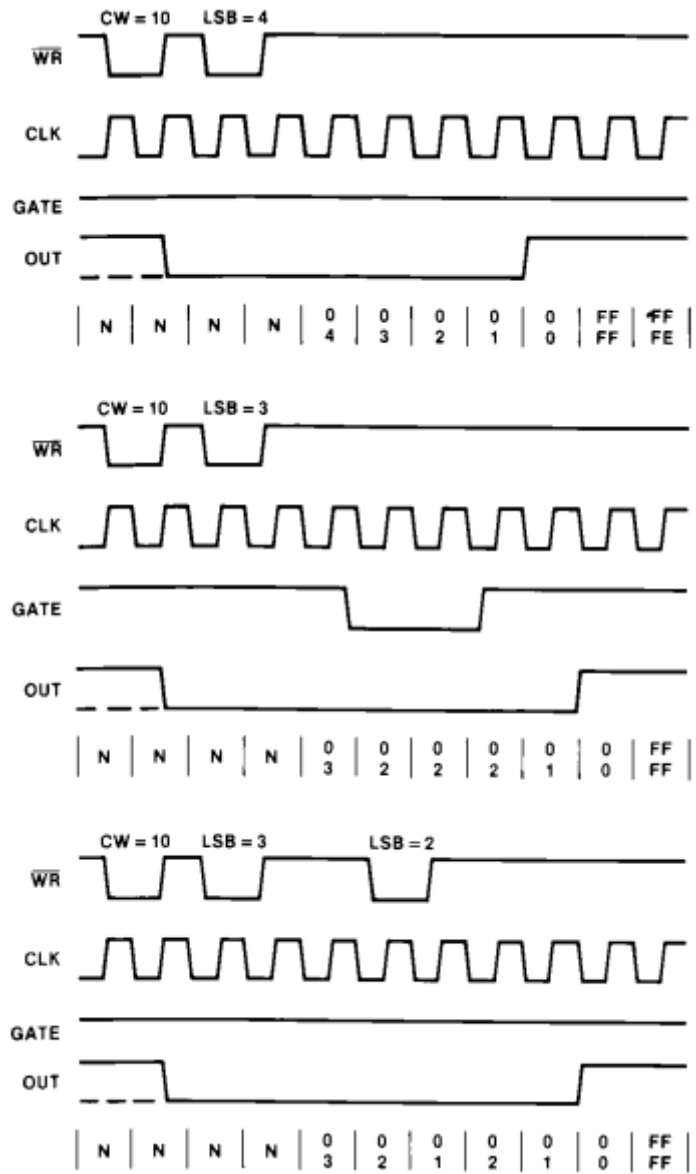 CW = 10 LSB = 4
WR
CLK
GATE
OUT
N N N N 0 0 0 0 0 FF FF
4 3 2 1 0 FF FE
CW = 10 LSB = 3
WR
CLK
GATE
OUT
N N N N 0 0 0 0 0 0 FF
3 2 2 2 1 0 FF
CW = 10 LSB = 3 LSB = 2
WR
CLK
GATE
OUT
N N N N 0 0 0 0 0 0 FF
3 2 1 2 1 0 FF